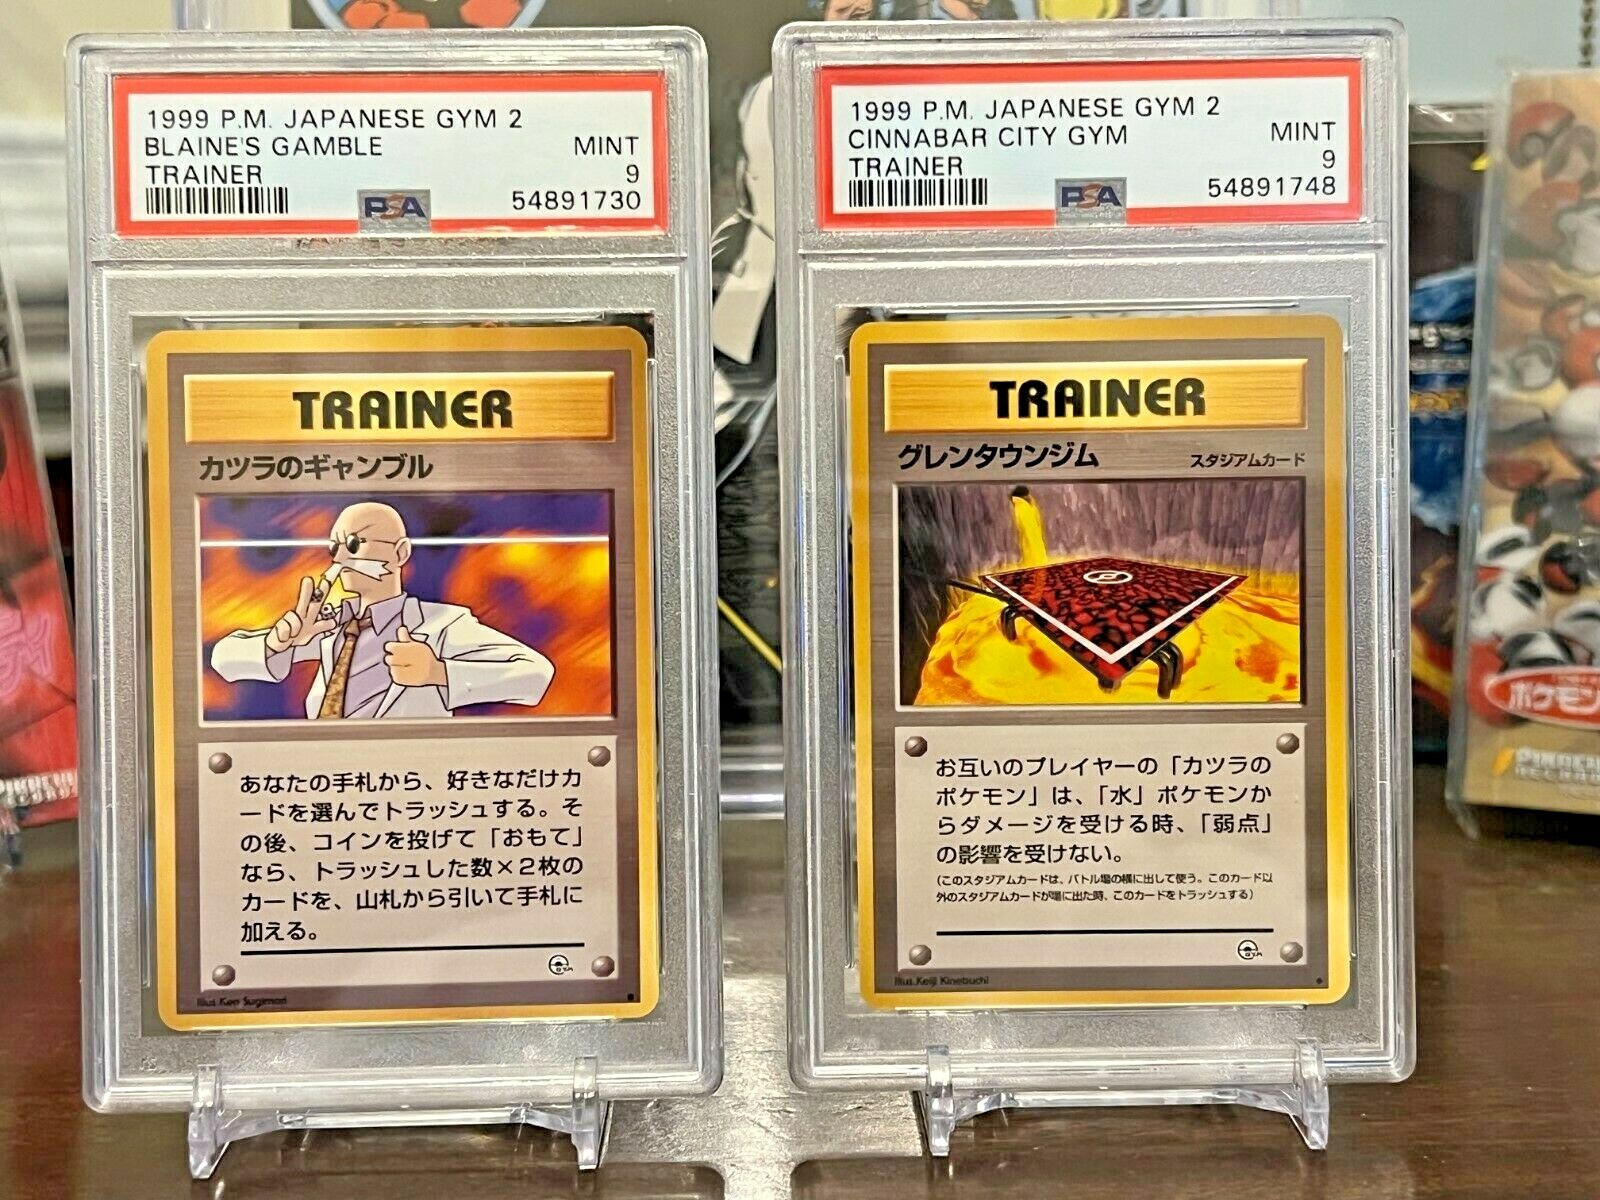 1999 P.M. JAPANESE GYM 2
BLAINE'S GAMBLE
MINT
TRAINER
9
PSA
54891730
TRAINER
カツラのギャンブル
あなたの手札から、好きなだけカ
ードを選んでトラッシュする。そ
の後、コインを投げて「おもて」
なら、トラッシュした数×2枚の
カードを、山札から引いて手札に
加える。
GYM
Illus. Ken Sugimori
1999 P.M. JAPANESE GYM 2
CINNABAR CITY GYM
MINT
TRAINER
9
PSA
54891748
TRAINER
グレンタウンジム
スタジアムカード
お互いのプレイヤーの「カツラの
ポケモン」は、「水」ポケモンか
らダメージを受ける時、「弱点」
の影響を受けない。
(このスタジアムカードは、バトル場の横に出して使う。このカード以
外のスタジアムカードが場に出た時、このカードをトラッシュする)
GYM
Illus. Keiji Kinebuchi
ポケモン